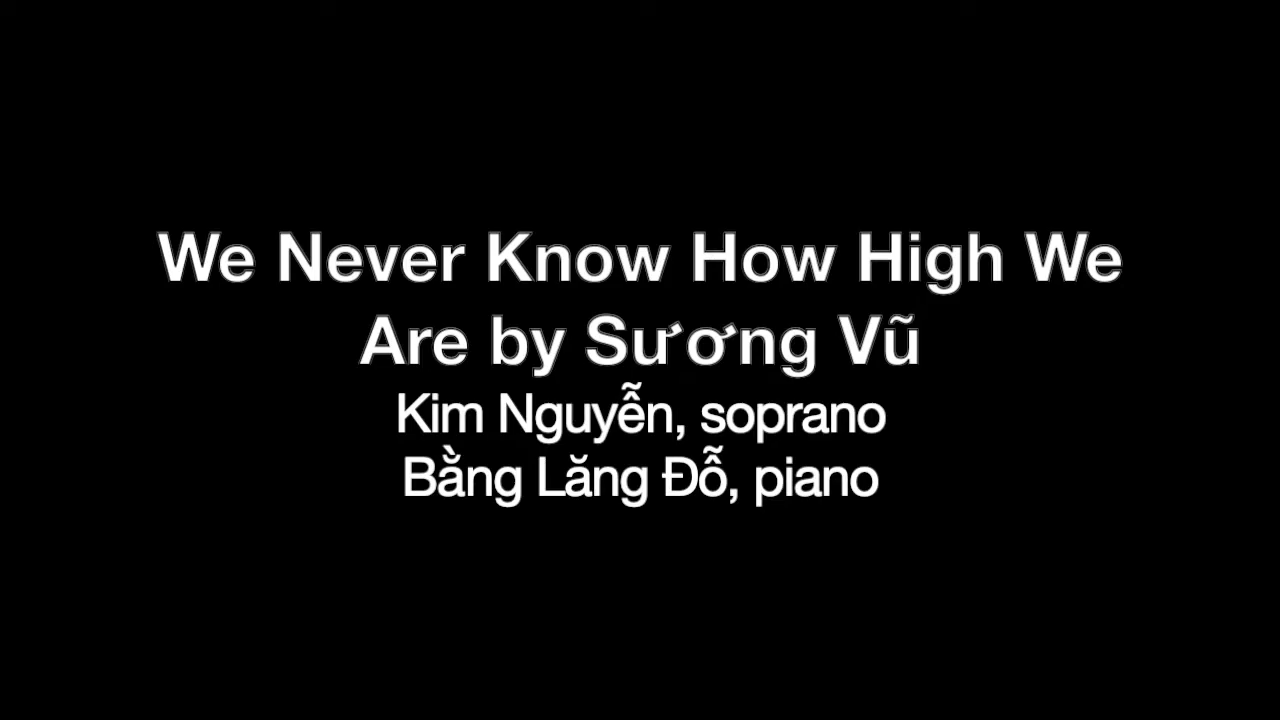 We Never Know How High We
Are by Sương Vũ
Kim Nguyễn, soprano
Bằng Lăng Đỗ, piano